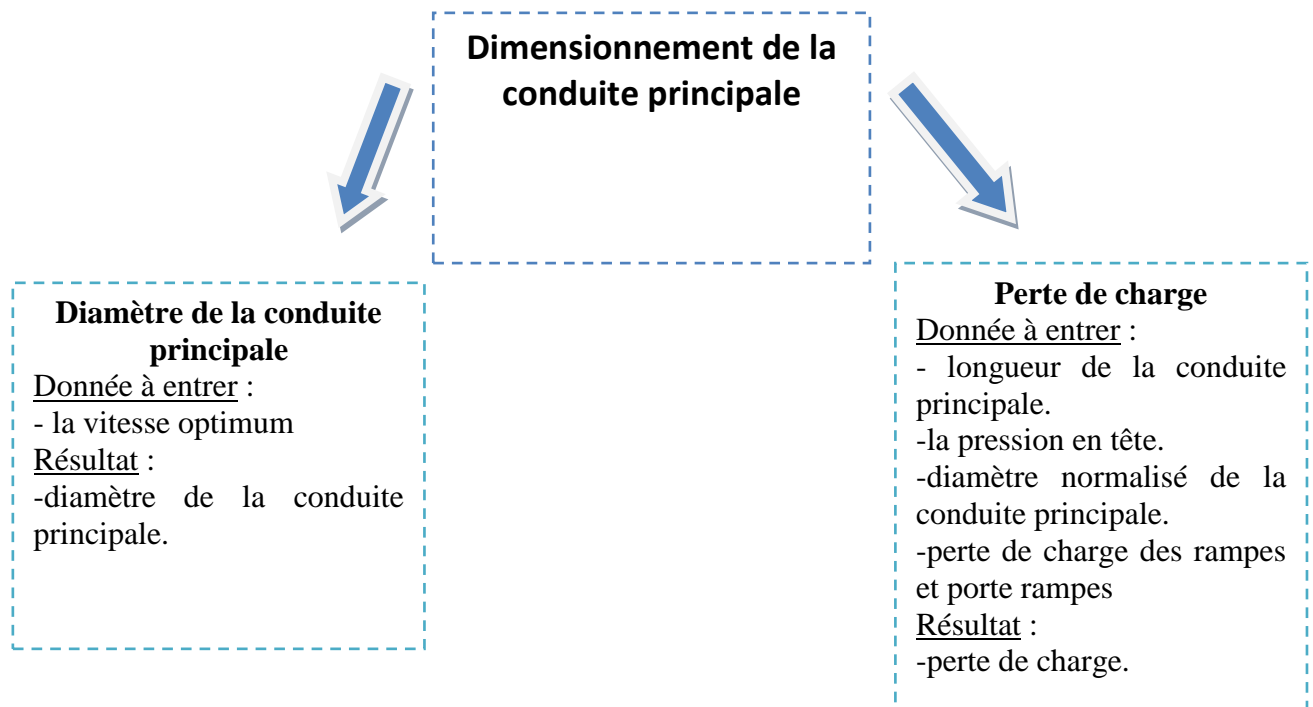 Dimensionnement de la
conduite principale
Diamètre de la conduite
principale
Donnée à entrer :
- la vitesse optimum
Résultat :
-diamètre de la conduite
principale.
Perte de charge
Donnée à entrer :
- longueur de la conduite
principale.
-la pression en tête.
-diamètre normalisé de la
conduite principale.
-perte de charge des rampes
et porte rampes
Résultat :
-perte de charge.